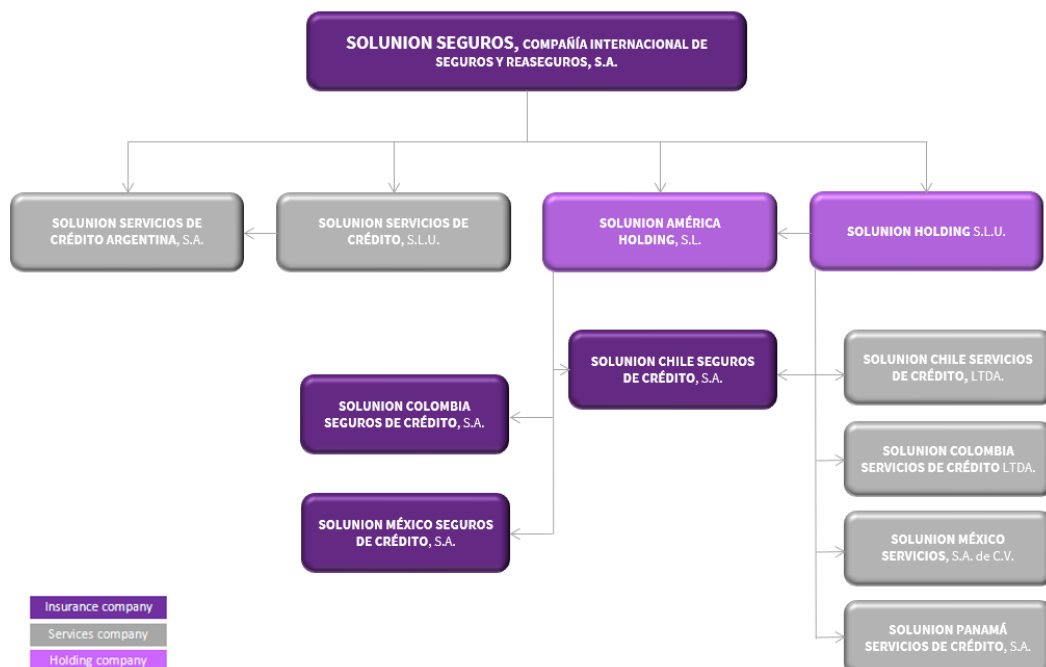 SOLUNION SEGUROS, COMPAÑÍA INTERNACIONAL DE
SEGUROS Y REASEGUROS, S.A.
SOLUNION SERVICIOS DE
CRÉDITO ARGENTINA, S.A.
SOLUNION SERVICIOS DE
CRÉDITO, S.L.U.
SOLUNION AMÉRICA
HOLDING, S.L.
SOLUNION HOLDING S.L.U.
SOLUNION CHILE SEGUROS
DE CRÉDITO, S.A.
SOLUNION CHILE SERVICIOS
DE CRÉDITO, LTDA.
SOLUNION COLOMBIA
SEGUROS DE CRÉDITO, S.A.
SOLUNION COLOMBIA
SERVICIOS DE CRÉDITO LTDA.
SOLUNION MÉXICO SEGUROS
DE CRÉDITO, S.A.
SOLUNION MÉXICO
SERVICIOS, S.A. de C.V.
SOLUNION PANAMÁ
SERVICIOS DE CRÉDITO, S.A.
Insurance company
Services company
Holding company